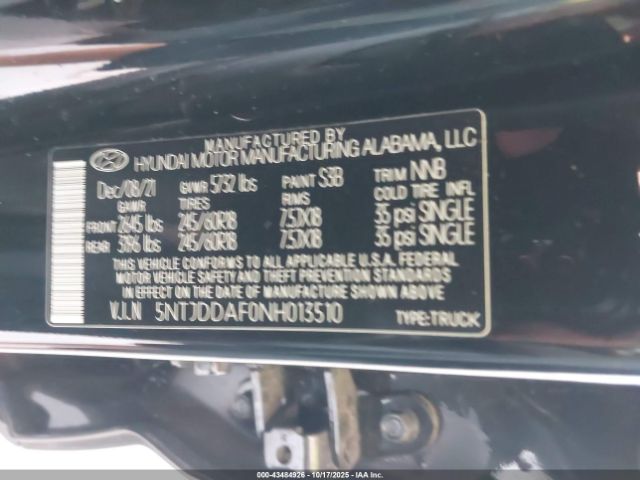 MANUFACTURED BY
HYUNDAI MOTOR MANUFACTURING ALABAMA, LLC
Dec/08/21 GVWR 5732 lbs PAINT S3B TRIM NNB
GAWR TIRES RIMS COLD TIRE INFL
FRONT 2645 lbs 245/60R18 7.5JX18 35 psi SINGLE
REAR 3196 lbs 245/60R18 7.5JX18 35 psi SINGLE
THIS VEHICLE CONFORMS TO ALL APPLICABLE U.S.A. FEDERAL
MOTOR VEHICLE SAFETY AND THEFT PREVENTION STANDARDS
IN EFFECT ON THE DATE OF MANUFACTURE SHOWN ABOVE.
V.I.N 5NTJDDAF0NH013510 TYPE:TRUCK
000-43484926 | 10/17/2025 - IAA Inc.